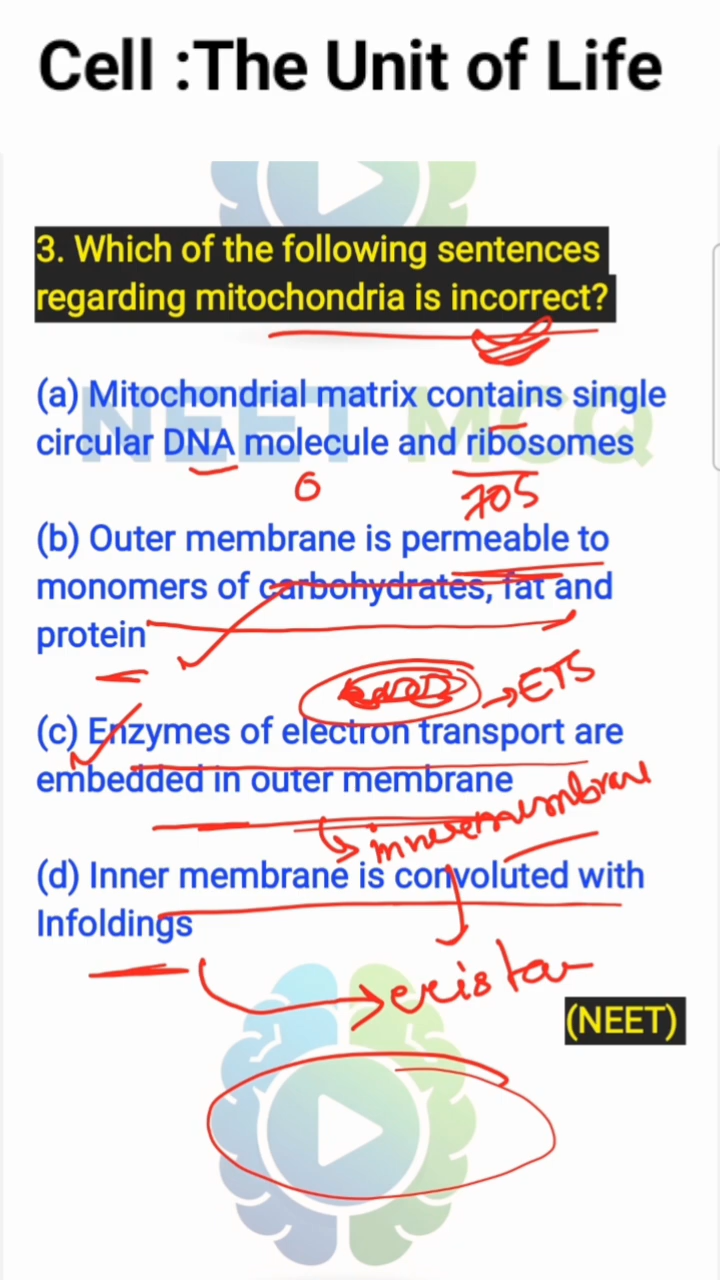 Cell :The Unit of Life
3. Which of the following sentences
regarding mitochondria is incorrect?
(a) Mitochondrial matrix contains single
circular DNA molecule and ribosomes
70S
(b) Outer membrane is permeable to
monomers of carbohydrates, fat and
protein
→ETS
(c) Enzymes of electron transport are
embedded in outer membrane
(d) Inner membrane is convoluted with
Infoldings
(NEET)
NEET MCQ